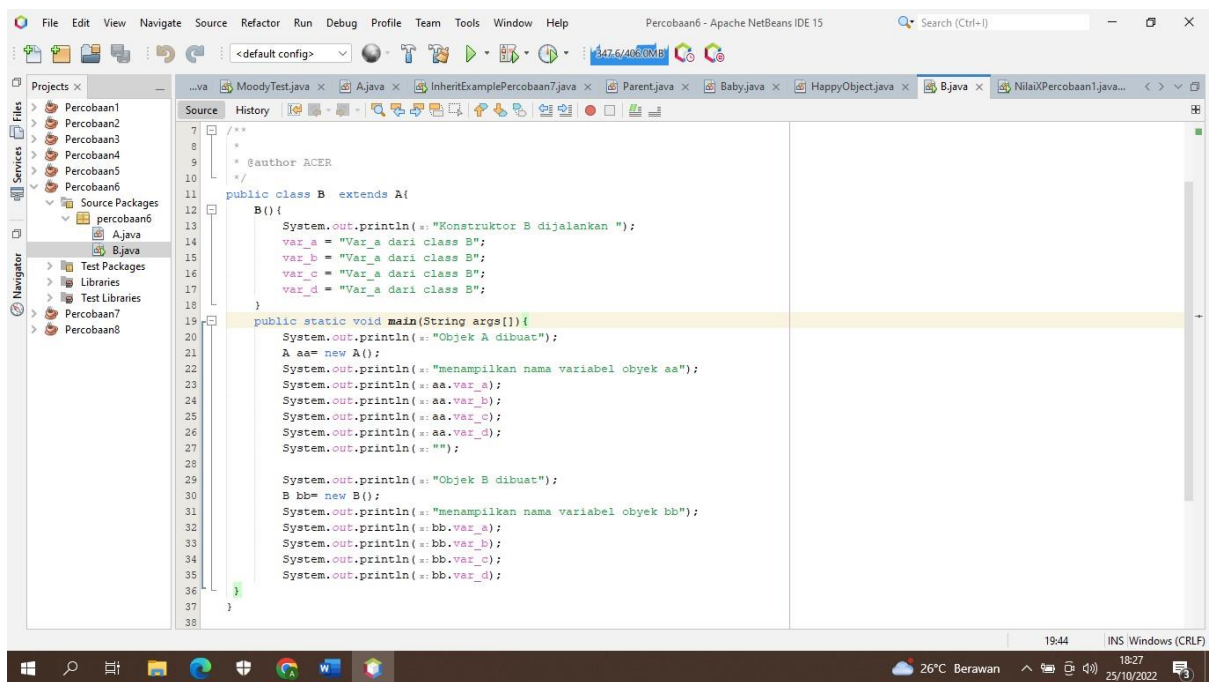 File Edit View Navigate Source Refactor Run Debug Profile Team Tools Window Help Percobaan6 - Apache NetBeans IDE 15 Search (Ctrl+I)
<default config> 347.6/406.0MB
Projects ...va MoodyTest.java A.java InheritExamplePercobaan7.java Parent.java Baby.java HappyObject.java B.java NilaiXPercobaan1.java...
Source History
Files
Services
Navigator
Percobaan1
Percobaan2
Percobaan3
Percobaan4
Percobaan5
Percobaan6
Source Packages
percobaan6
A.java
B.java
Test Packages
Libraries
Test Libraries
Percobaan7
Percobaan8
7 /**
8 *
9 * @author ACER
10 */
11 public class B extends A{
12 B(){
13 System.out.println(x: "Konstruktor B dijalankan ");
14 var_a = "Var_a dari class B";
15 var_b = "Var_a dari class B";
16 var_c = "Var_a dari class B";
17 var_d = "Var_a dari class B";
18 }
19 public static void main(String args[]){
20 System.out.println(x: "Objek A dibuat");
21 A aa= new A();
22 System.out.println(x: "menampilkan nama variabel obyek aa");
23 System.out.println(x: aa.var_a);
24 System.out.println(x: aa.var_b);
25 System.out.println(x: aa.var_c);
26 System.out.println(x: aa.var_d);
27 System.out.println(x: "");
28
29 System.out.println(x: "Objek B dibuat");
30 B bb= new B();
31 System.out.println(x: "menampilkan nama variabel obyek bb");
32 System.out.println(x: bb.var_a);
33 System.out.println(x: bb.var_b);
34 System.out.println(x: bb.var_c);
35 System.out.println(x: bb.var_d);
36 }
37 }
38
19:44 INS Windows (CRLF)
26°C Berawan 18:27
25/10/2022 3